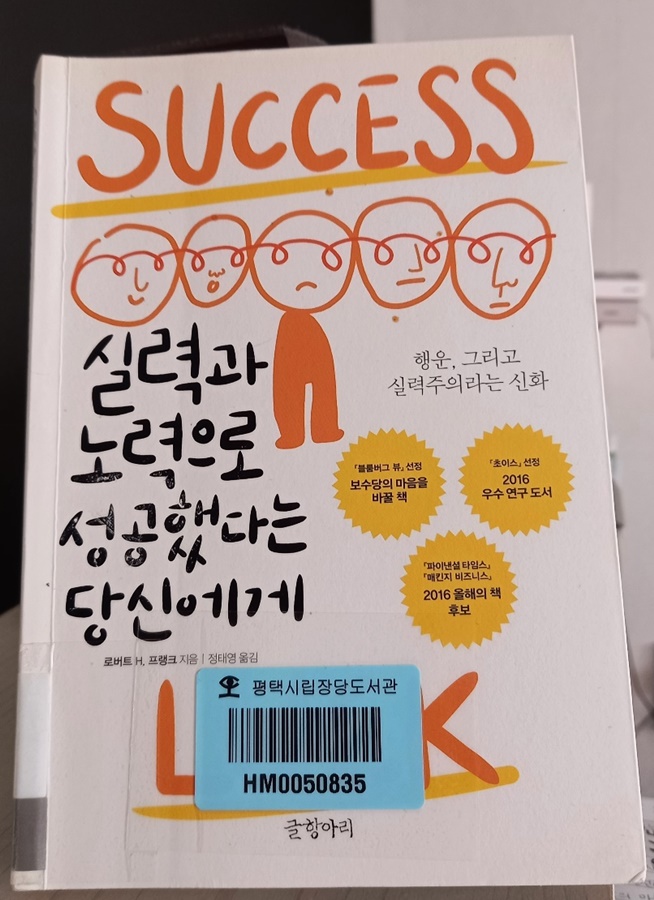 SUCCESS
행운, 그리고
실력주의라는 신화
실력과
노력으로
성공했다는
당신에게
「블룸버그 뷰」 선정
보수당의 마음을
바꿀 책
「초이스」 선정
2016
우수 연구 도서
「파이낸셜 타임스」
「매킨지 비즈니스」
2016 올해의 책
후보
로버트 H. 프랭크 지음 | 정태영 옮김
평택시립장당도서관
HM0050835
L K
글항아리